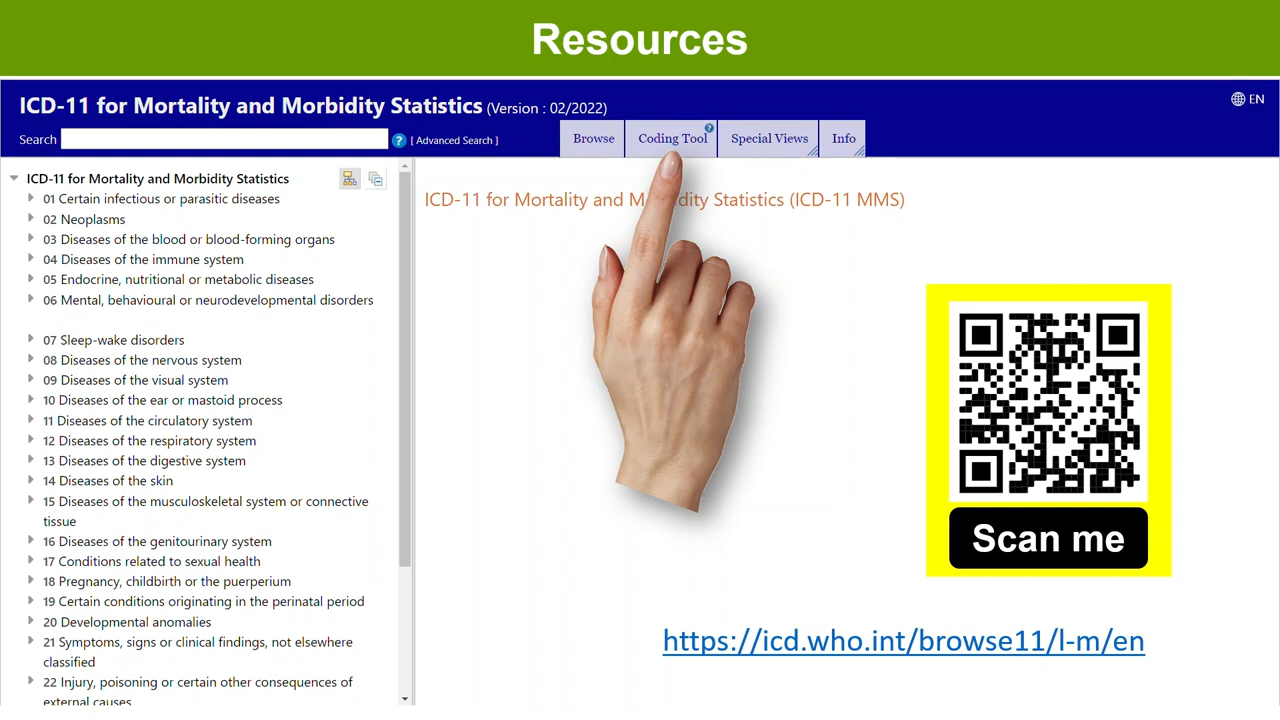 Resources
ICD-11 for Mortality and Morbidity Statistics (Version : 02/2022)
EN
Search ? [ Advanced Search ]
Browse
Coding Tool ?
Special Views
Info
ICD-11 for Mortality and Morbidity Statistics
01 Certain infectious or parasitic diseases
02 Neoplasms
03 Diseases of the blood or blood-forming organs
04 Diseases of the immune system
05 Endocrine, nutritional or metabolic diseases
06 Mental, behavioural or neurodevelopmental disorders
07 Sleep-wake disorders
08 Diseases of the nervous system
09 Diseases of the visual system
10 Diseases of the ear or mastoid process
11 Diseases of the circulatory system
12 Diseases of the respiratory system
13 Diseases of the digestive system
14 Diseases of the skin
15 Diseases of the musculoskeletal system or connective
tissue
16 Diseases of the genitourinary system
17 Conditions related to sexual health
18 Pregnancy, childbirth or the puerperium
19 Certain conditions originating in the perinatal period
20 Developmental anomalies
21 Symptoms, signs or clinical findings, not elsewhere
classified
22 Injury, poisoning or certain other consequences of
external causes
ICD-11 for Mortality and Morbidity Statistics (ICD-11 MMS)
Scan me
https://icd.who.int/browse11/l-m/en